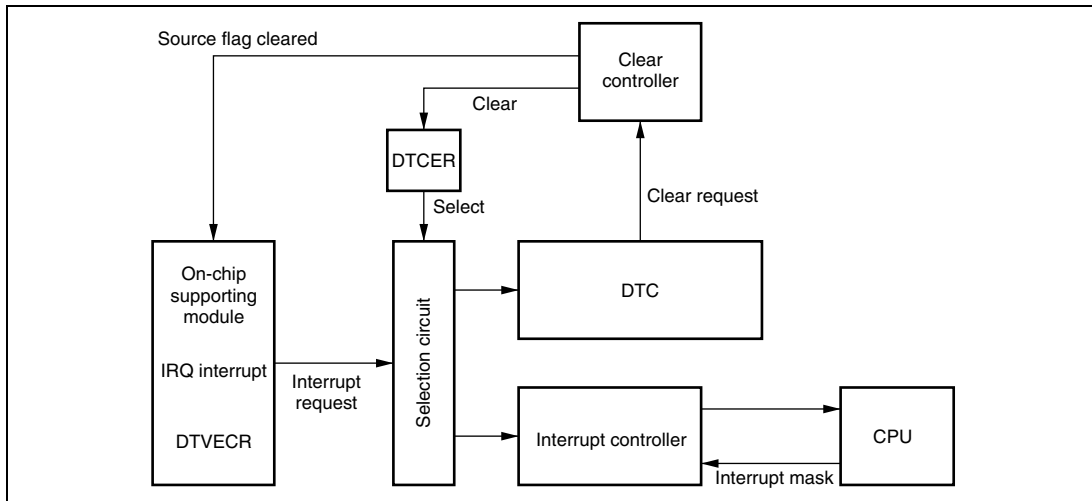 Source flag cleared
Clear
controller
Clear
DTCER
Clear request
Select
On-chip
supporting
module
IRQ interrupt
DTVECR
Interrupt
request
Selection circuit
DTC
Interrupt controller
CPU
Interrupt mask